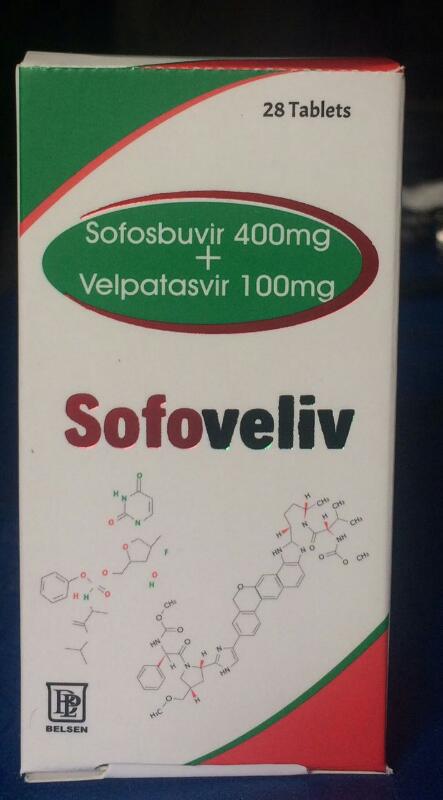 28 Tablets
Sofosbuvir 400mg
+
Velpatasvir 100mg
Sofoveliv
BELSEN